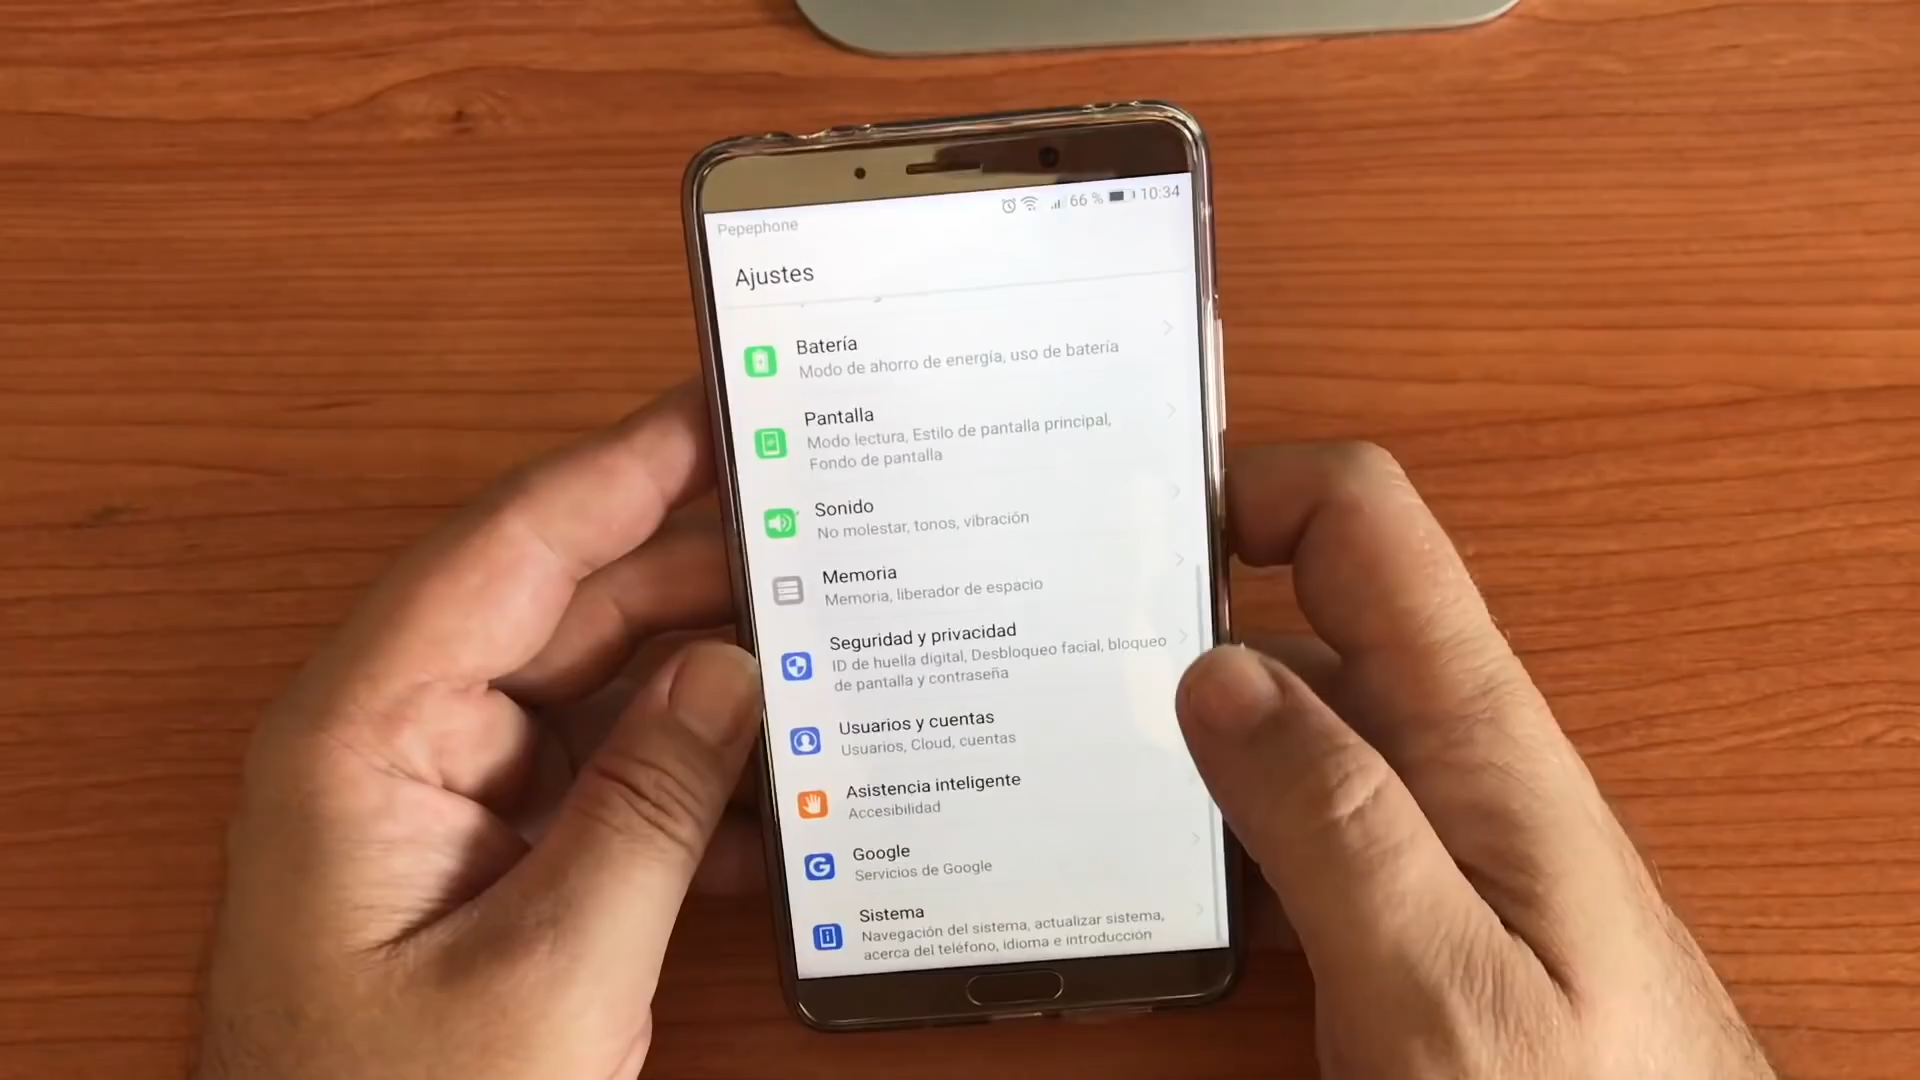 Pepephone
66 % 10:34
Ajustes
Batería
Modo de ahorro de energía, uso de batería
Pantalla
Modo lectura, Estilo de pantalla principal,
Fondo de pantalla
Sonido
No molestar, tonos, vibración
Memoria
Memoria, liberador de espacio
Seguridad y privacidad
ID de huella digital, Desbloqueo facial, bloqueo
de pantalla y contraseña
Usuarios y cuentas
Usuarios, Cloud, cuentas
Asistencia inteligente
Accesibilidad
Google
Servicios de Google
Sistema
Navegación del sistema, actualizar sistema,
acerca del teléfono, idioma e introducción